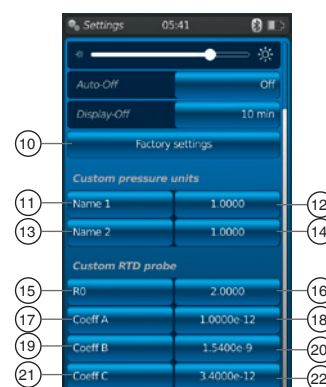 Settings 05:41
Auto-Off Off
Display-Off 10 min
10 Factory settings
Custom pressure units
11 Name 1 1.0000 12
13 Name 2 1.0000 14
Custom RTD probe
15 R0 2.0000 16
17 Coeff A 1.0000e-12 18
19 Coeff B 1.5400e-9 20
21 Coeff C 3.4000e-12 22